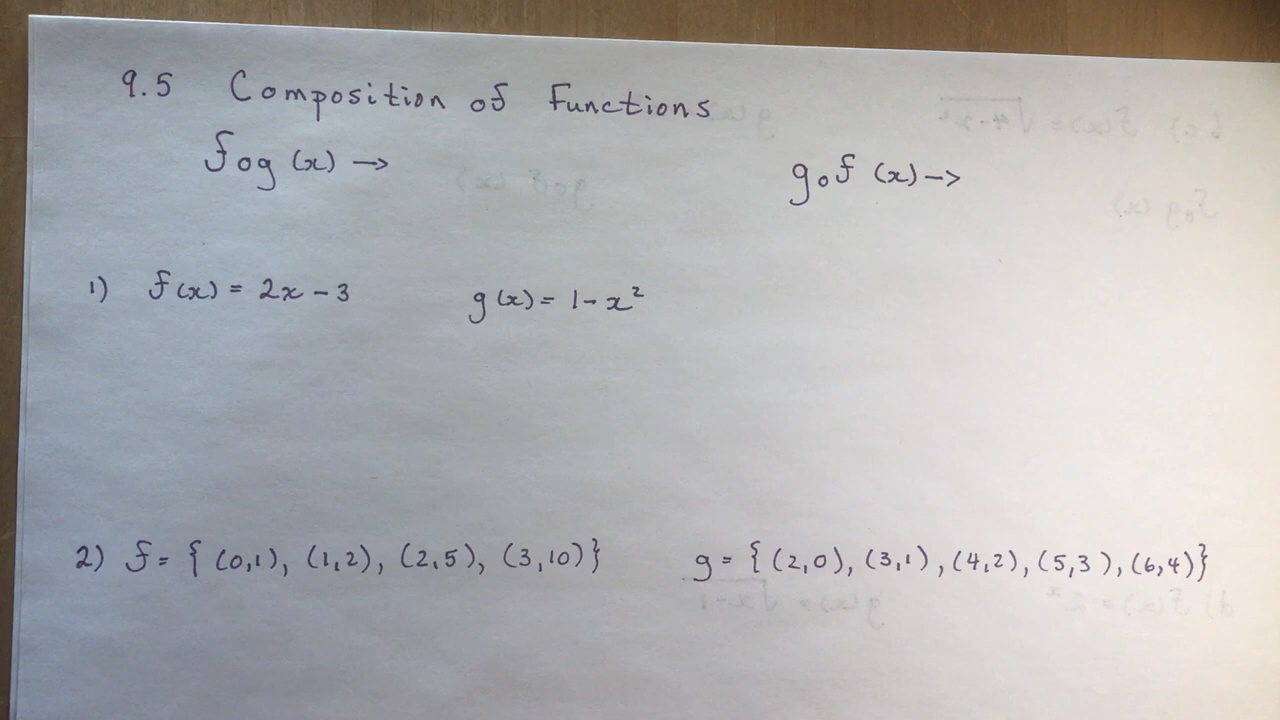 9.5 Composition of Functions
f∘g (x) → g∘f (x) →
1) f(x) = 2x - 3 g(x) = 1 - x²
2) f = { (0,1), (1,2), (2,5), (3,10)} g = { (2,0), (3,1), (4,2), (5,3), (6,4)}